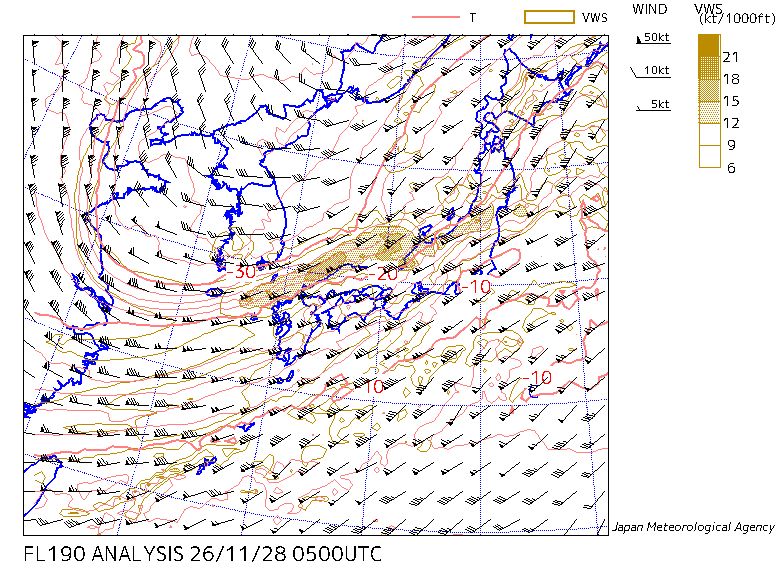 T VWS
WIND
50kt
10kt
5kt
VWS
(kt/1000ft)
21
18
15
12
9
6
-30
-20
-10
10
-10
Japan Meteorological Agency
FL190 ANALYSIS 26/11/28 0500UTC